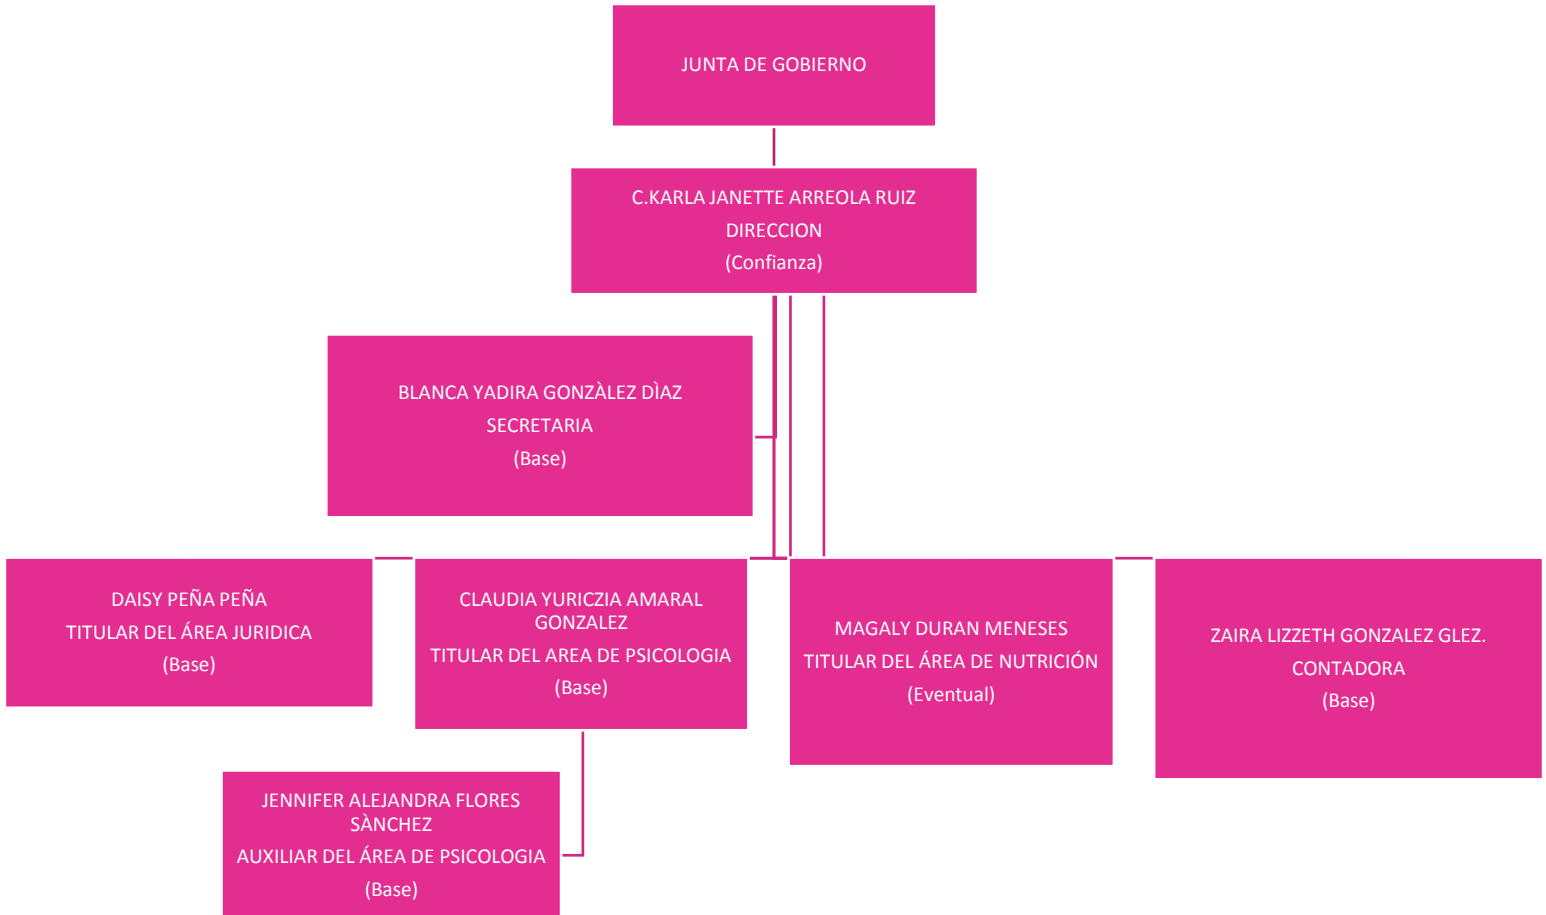 JUNTA DE GOBIERNO
C.KARLA JANETTE ARREOLA RUIZ
DIRECCION
(Confianza)
BLANCA YADIRA GONZÀLEZ DÌAZ
SECRETARIA
(Base)
DAISY PEÑA PEÑA
TITULAR DEL ÁREA JURIDICA
(Base)
CLAUDIA YURICZIA AMARAL
GONZALEZ
TITULAR DEL AREA DE PSICOLOGIA
(Base)
MAGALY DURAN MENESES
TITULAR DEL ÁREA DE NUTRICIÓN
(Eventual)
ZAIRA LIZZETH GONZALEZ GLEZ.
CONTADORA
(Base)
JENNIFER ALEJANDRA FLORES
SÀNCHEZ
AUXILIAR DEL ÁREA DE PSICOLOGIA
(Base)